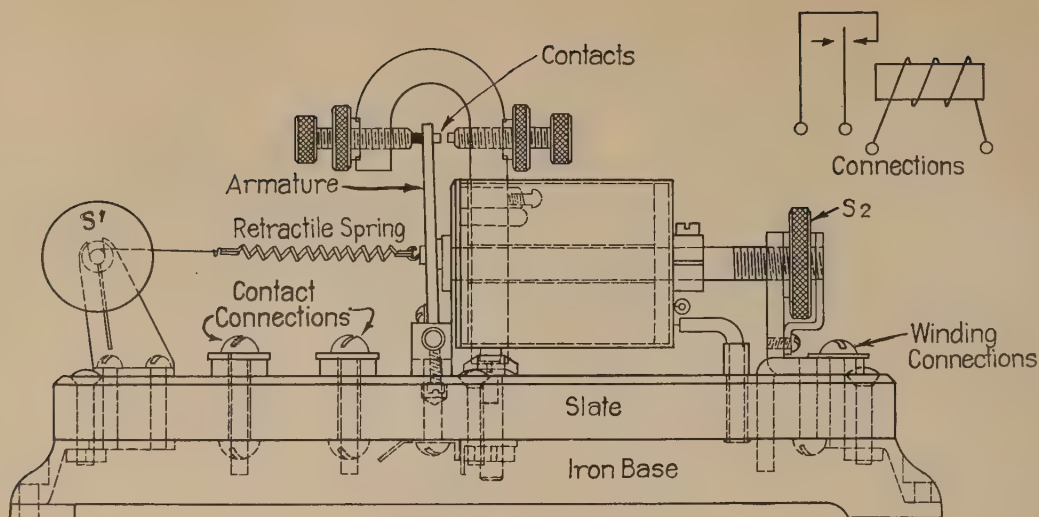 Contacts
Connections
Armature
S2
S'
Retractile Spring
Contact
Connections
Winding
Connections
Slate
Iron Base